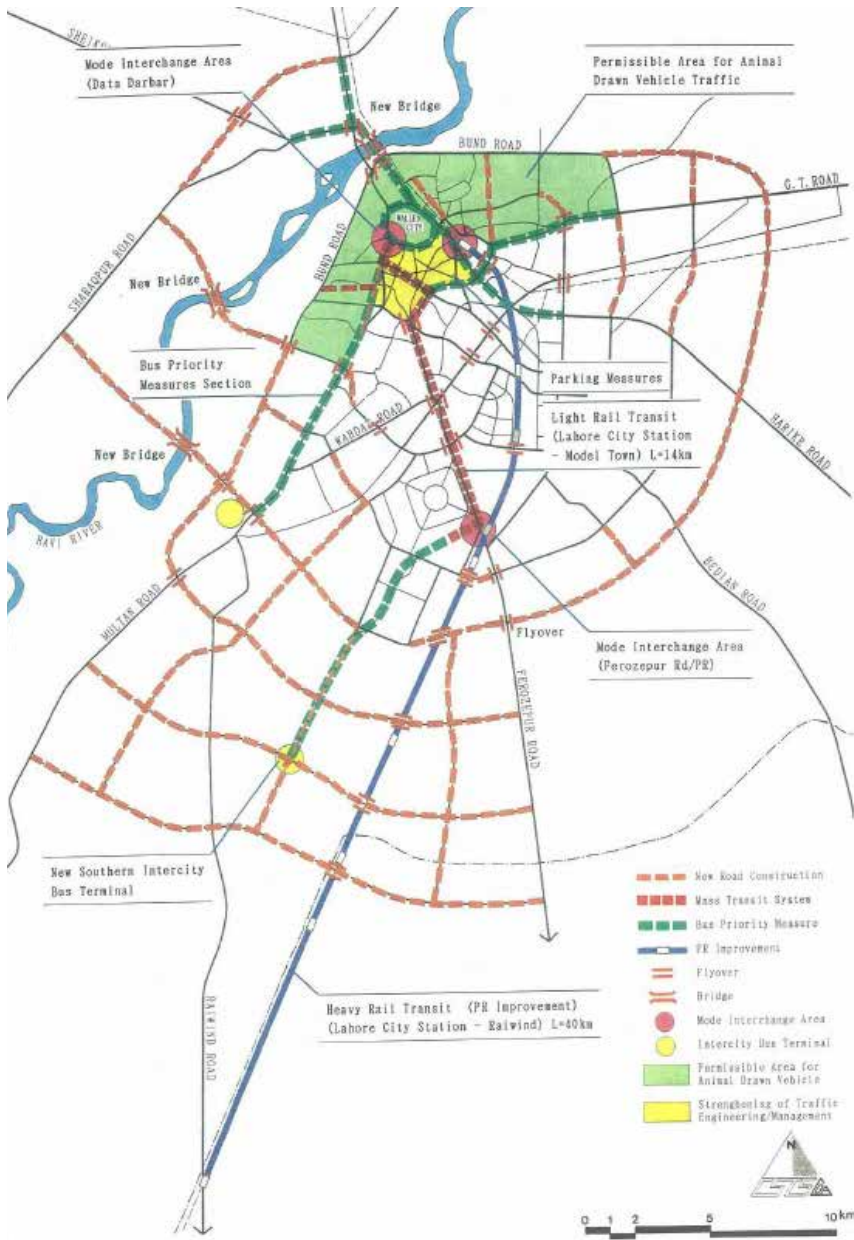 Mode Interchange Area
(Data Darbar)
Permissible Area for Animal
Drawn Vehicle Traffic
New Bridge
BUND ROAD
G.T.ROAD
WALLED
CITY
BUND ROAD
SHARAQPUR ROAD
New Bridge
Bus Priority
Measures Section
Parking Measures
WAHDAT ROAD
Light Rail Transit
(Lahore City Station
- Model Town) L=14km
HARIKE ROAD
New Bridge
RAVI RIVER
BEDIAN ROAD
MULTAN ROAD
Flyover
Mode Interchange Area
(Ferozepur Rd/PR)
FEROZEPUR ROAD
New Southern Intercity
Bus Terminal
New Road Construction
Mass Transit System
Bus Priority Measure
PR Improvement
Flyover
Bridge
Mode Interchange Area
Intercity Bus Terminal
Permissible Area for
Animal Drawn Vehicle
Strengthening of Traffic
Engineering/Management
Heavy Rail Transit (PR Improvement)
(Lahore City Station - Raiwind) L=40km
RAIWIND ROAD
N
0 1 2 5 10 km